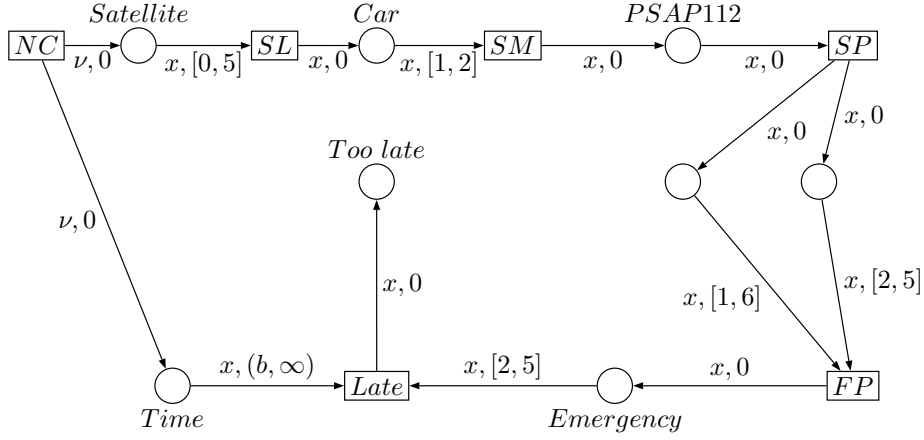 Satellite Car PSAP112
NC SL SM SP
ν, 0 x, [0, 5] x, 0 x, [1, 2] x, 0 x, 0
x, 0 x, 0
Too late
ν, 0
x, 0
x, [1, 6] x, [2, 5]
x, (b, ∞) x, [2, 5] x, 0
Late FP
Time Emergency